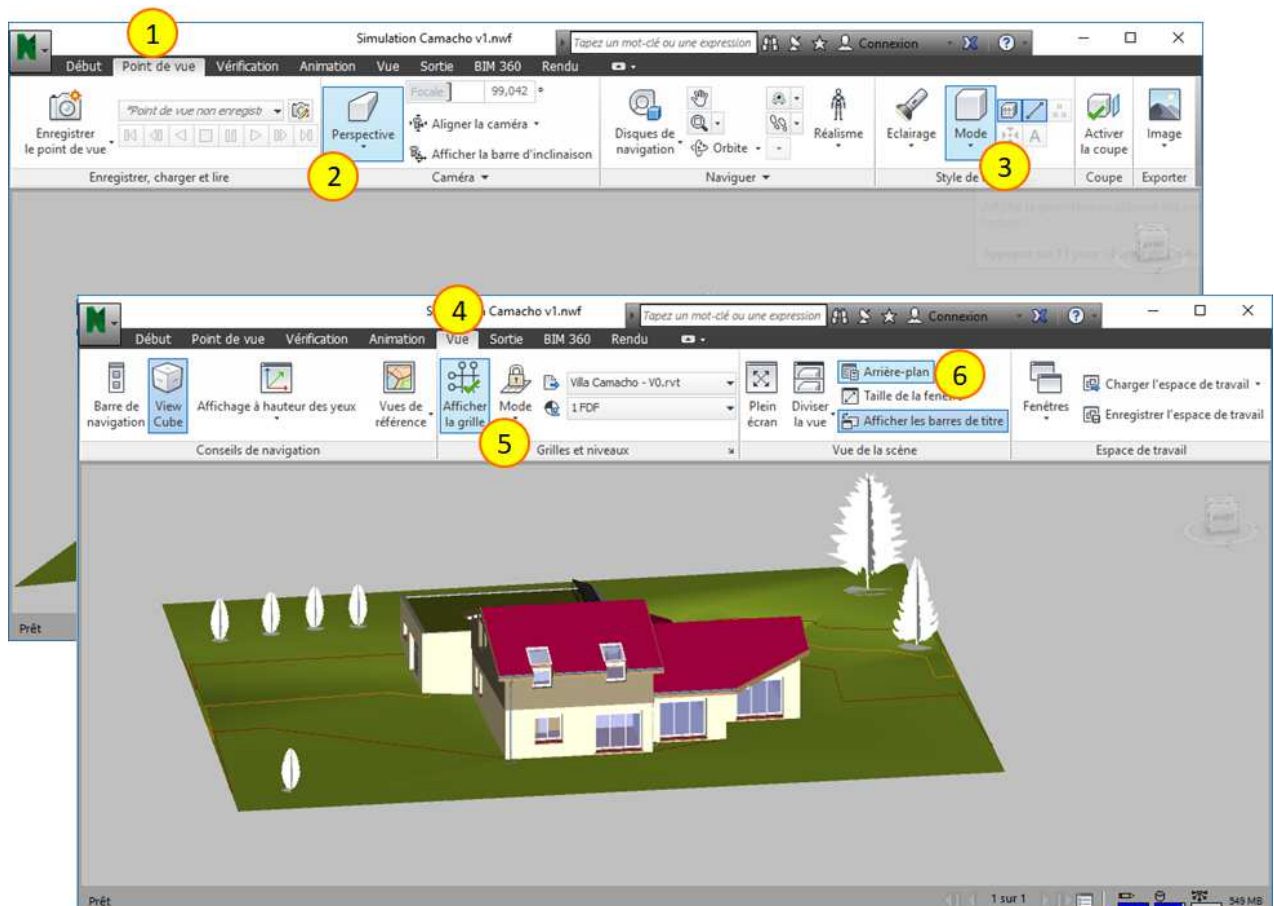 1
Simulation Camacho v1.nwf
Tapez un mot-clé ou une expression
Connexion
?
Début Point de vue Vérification Animation Vue Sortie BIM 360 Rendu
Enregistrer
le point de vue
*Point de vue non enregistr
Enregistrer, charger et lire
Perspective
2
Focale
99,042 °
Aligner la caméra
Afficher la barre d'inclinaison
Caméra
Disques de
navigation
Orbite
Réalisme
Naviguer
Eclairage
Mode
A
3
Style de
Activer
la coupe
Coupe
Image
Exporter
Prêt
4
Camacho v1.nwf
Tapez un mot-clé ou une expression
Connexion
?
Début Point de vue Vérification Animation Vue Sortie BIM 360 Rendu
Barre de
navigation
View
Cube
Affichage à hauteur des yeux
Vues de
référence
Conseils de navigation
Afficher
la grille
Mode
5
Villa Camacho - V0.rvt
1 FDF
Grilles et niveaux
Plein
écran
Diviser
la vue
Arrière-plan
6
Taille de la fenêtre
Afficher les barres de titre
Vue de la scène
Fenêtres
Charger l'espace de travail
Enregistrer l'espace de travail
Espace de travail
Prêt
1 sur 1
549 MB